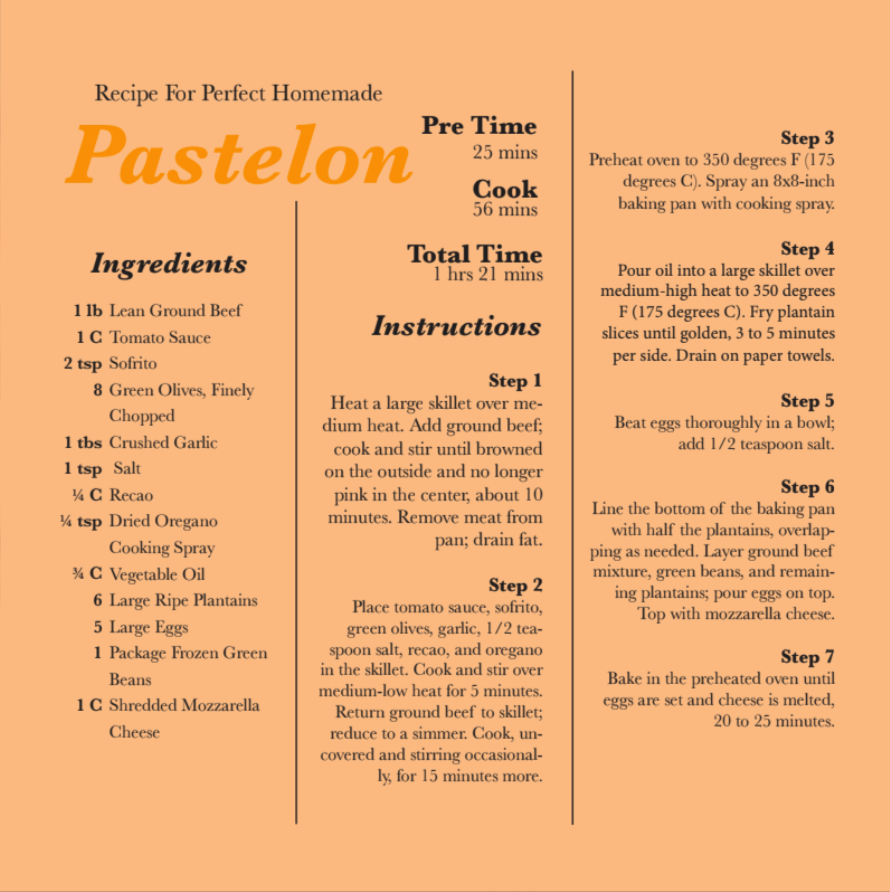 Recipe For Perfect Homemade
Pastelon
Ingredients
1 lb Lean Ground Beef
1 C Tomato Sauce
2 tsp Sofrito
8 Green Olives, Finely
Chopped
1 tbs Crushed Garlic
1 tsp Salt
¼ C Recao
¼ tsp Dried Oregano
Cooking Spray
¾ C Vegetable Oil
6 Large Ripe Plantains
5 Large Eggs
1 Package Frozen Green
Beans
1 C Shredded Mozzarella
Cheese
Pre Time
25 mins
Cook
56 mins
Total Time
1 hrs 21 mins
Instructions
Step 1
Heat a large skillet over me-
dium heat. Add ground beef;
cook and stir until browned
on the outside and no longer
pink in the center, about 10
minutes. Remove meat from
pan; drain fat.
Step 2
Place tomato sauce, sofrito,
green olives, garlic, 1/2 tea-
spoon salt, recao, and oregano
in the skillet. Cook and stir over
medium-low heat for 5 minutes.
Return ground beef to skillet;
reduce to a simmer. Cook, un-
covered and stirring occasional-
ly, for 15 minutes more.
Step 3
Preheat oven to 350 degrees F (175
degrees C). Spray an 8x8-inch
baking pan with cooking spray.
Step 4
Pour oil into a large skillet over
medium-high heat to 350 degrees
F (175 degrees C). Fry plantain
slices until golden, 3 to 5 minutes
per side. Drain on paper towels.
Step 5
Beat eggs thoroughly in a bowl;
add 1/2 teaspoon salt.
Step 6
Line the bottom of the baking pan
with half the plantains, overlap-
ping as needed. Layer ground beef
mixture, green beans, and remain-
ing plantains; pour eggs on top.
Top with mozzarella cheese.
Step 7
Bake in the preheated oven until
eggs are set and cheese is melted,
20 to 25 minutes.